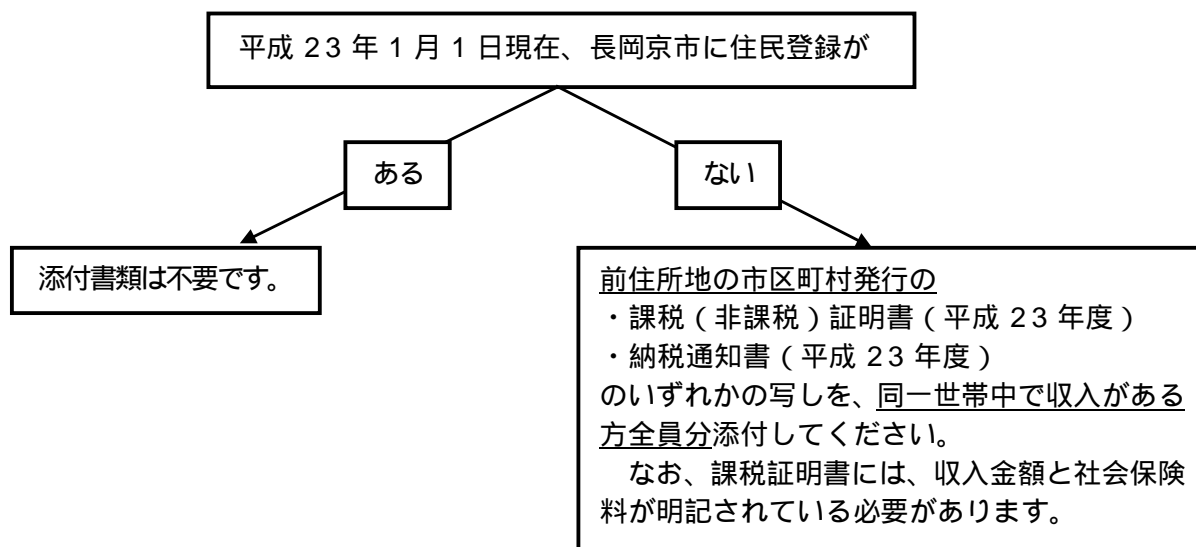 平成 23 年 1 月 1 日現在、長岡京市に住民登録が
ある
ない
添付書類は不要です。
前住所地の市区町村発行の
・課税（非課税）証明書（平成 23 年度）
・納税通知書（平成 23 年度）
のいずれかの写しを、同一世帯中で収入がある
方全員分添付してください。
　なお、課税証明書には、収入金額と社会保険
料が明記されている必要があります。